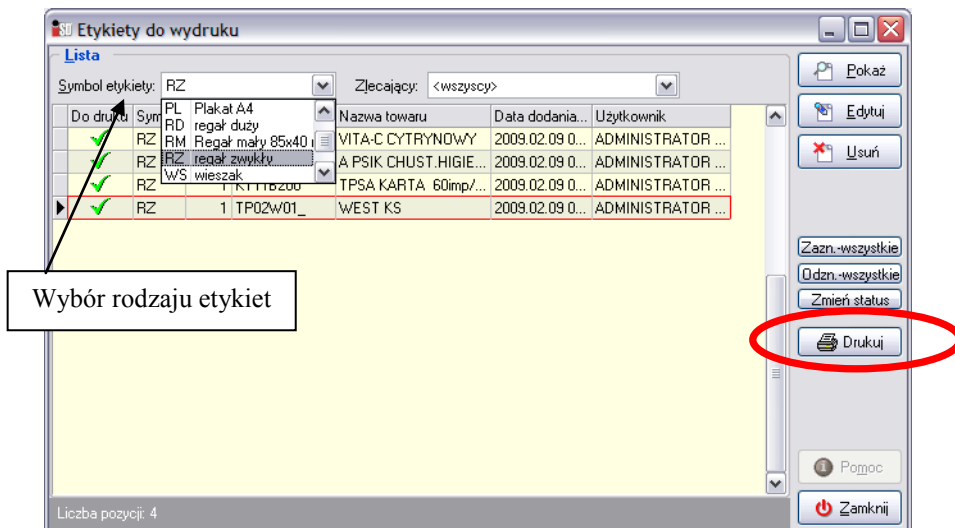 Etykiety do wydruku
Lista
Symbol etykiety: RZ Zlecający: <wszyscy>
PL Plakat A4
RD regał duży
RM Regał mały 85x40
RZ regał zwykły
WS wieszak
Do druku Sym Nazwa towaru Data dodania... Użytkownik
RZ VITA-C CYTRYNOWY 2009.02.09 0... ADMINISTRATOR ...
RZ A PSIK CHUST.HIGIE... 2009.02.09 0... ADMINISTRATOR ...
RZ 1 TPSA KARTA 60imp/... 2009.02.09 0... ADMINISTRATOR ...
RZ 1 TP02W01_ WEST KS 2009.02.09 0... ADMINISTRATOR ...
Wybór rodzaju etykiet
Liczba pozycji: 4
Pokaż
Edytuj
Usuń
Zazn.-wszystkie
Odzn.-wszystkie
Zmień status
Drukuj
Pomoc
Zamknij